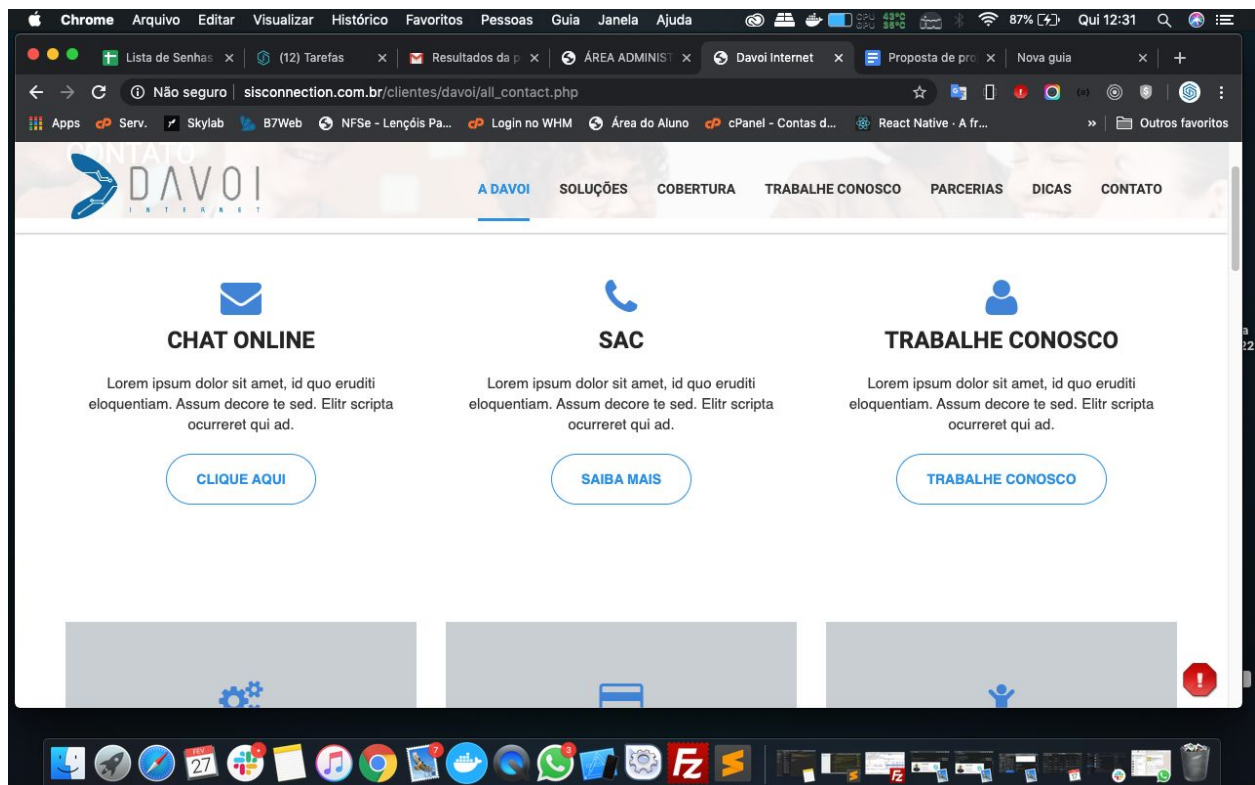 Chrome Arquivo Editar Visualizar Histórico Favoritos Pessoas Guia Janela Ajuda 87% Qui 12:31
Lista de Senhas (12) Tarefas Resultados da p ÁREA ADMINIST Davoi Internet Proposta de pro Nova guia
Não seguro | sisconnection.com.br/clientes/davoi/all_contact.php
Apps Serv. Skylab B7Web NFSe - Lençóis Pa... Login no WHM Área do Aluno cPanel - Contas d... React Native · A fr... » Outros favoritos
CONTATO
DAVOI
INTERNET
A DAVOI SOLUÇÕES COBERTURA TRABALHE CONOSCO PARCERIAS DICAS CONTATO
CHAT ONLINE SAC TRABALHE CONOSCO
Lorem ipsum dolor sit amet, id quo eruditi Lorem ipsum dolor sit amet, id quo eruditi Lorem ipsum dolor sit amet, id quo eruditi
eloquentiam. Assum decore te sed. Elitr scripta eloquentiam. Assum decore te sed. Elitr scripta eloquentiam. Assum decore te sed. Elitr scripta
ocurreret qui ad. ocurreret qui ad. ocurreret qui ad.
CLIQUE AQUI SAIBA MAIS TRABALHE CONOSCO
FEV
27
7
3
Fz